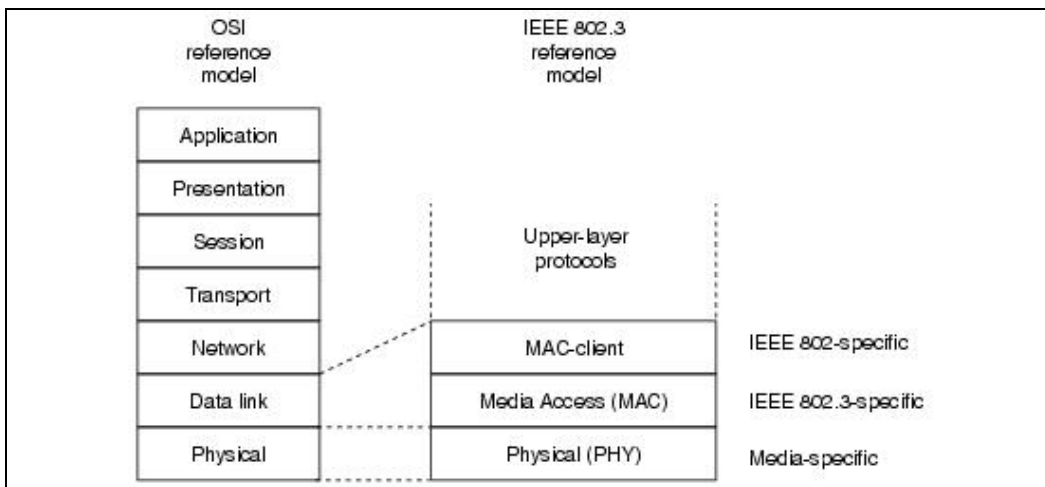 OSI
reference
model
IEEE 802.3
reference
model
Application
Presentation
Session
Transport
Network
Data link
Physical
Upper-layer
protocols
MAC-client
Media Access (MAC)
Physical (PHY)
IEEE 802-specific
IEEE 802.3-specific
Media-specific